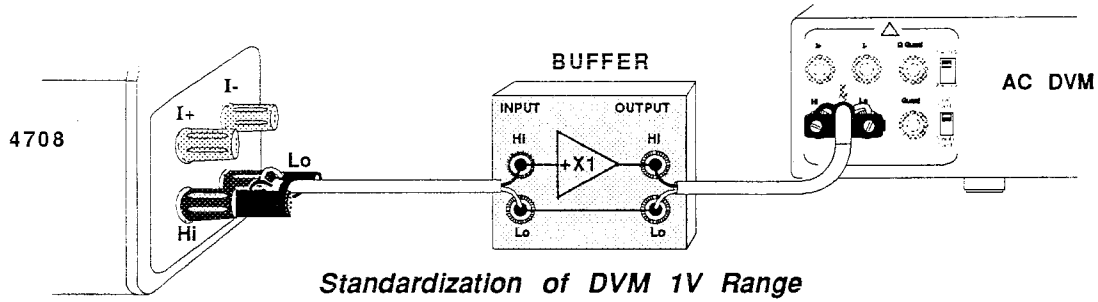 4708
I-
I+
Lo
Hi
BUFFER
INPUT
OUTPUT
Hi
+X1
Hi
Lo
Lo
I+
I-
Ω Guard
Hi
Lo
Guard
AC DVM
Standardization of DVM 1V Range